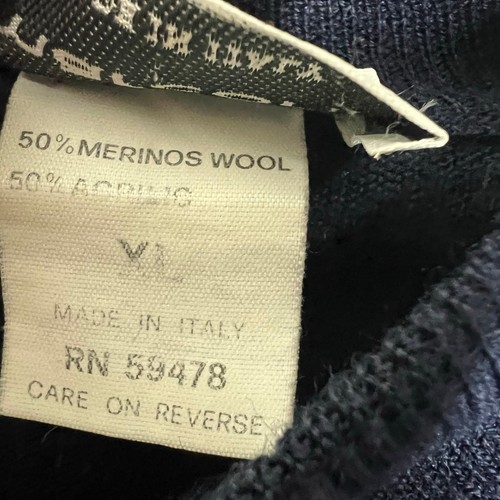 50% MERINOS WOOL
50% ACRILIC
XL
MADE IN ITALY
RN 59478
CARE ON REVERSE